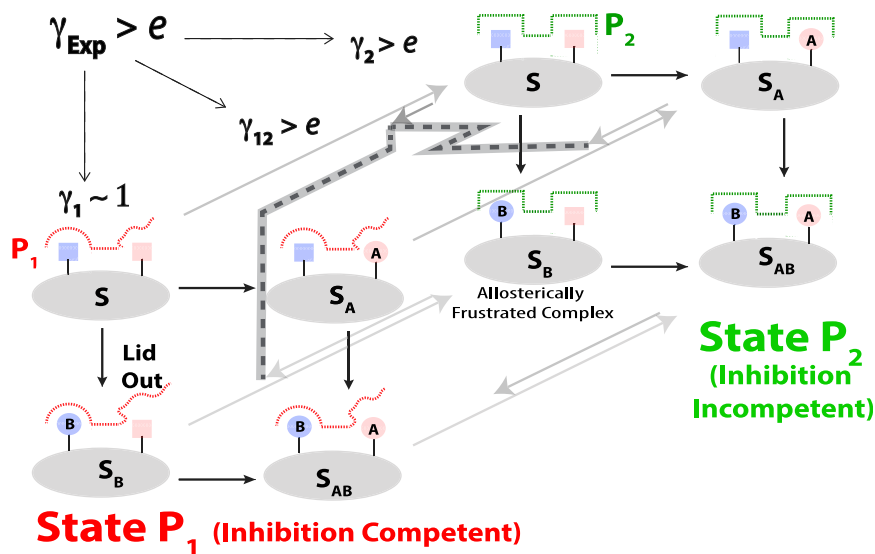 γExp > e
γ2 > e
γ12 > e
γ1 ~ 1
P2
S
SA
B
A
SB
SAB
Allosterically
Frustrated Complex
P1
S
A
SA
Lid
Out
B
SB
B
A
SAB
A
State P2
(Inhibition
Incompetent)
State P1 (Inhibition Competent)